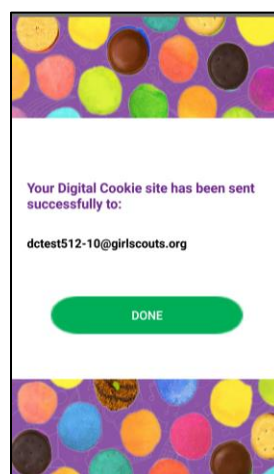 Your Digital Cookie site has been sent
successfully to:
dctest512-10@girlscouts.org
DONE